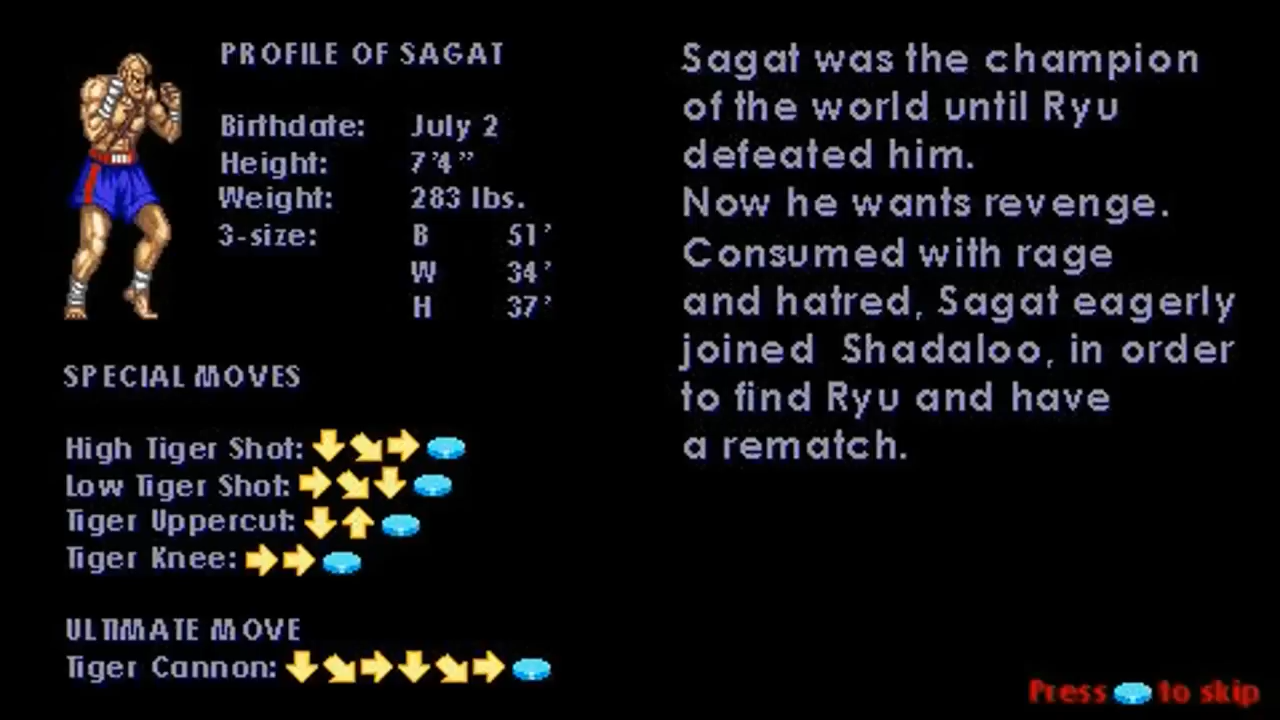 PROFILE OF SAGAT
Birthdate: July 2
Height: 7'4"
Weight: 283 lbs.
3-size: B 51'
W 34'
H 37'
SPECIAL MOVES
High Tiger Shot:
Low Tiger Shot:
Tiger Uppercut:
Tiger Knee:
ULTIMATE MOVE
Tiger Cannon:
Sagat was the champion
of the world until Ryu
defeated him.
Now he wants revenge.
Consumed with rage
and hatred, Sagat eagerly
joined Shadaloo, in order
to find Ryu and have
a rematch.
Press to skip